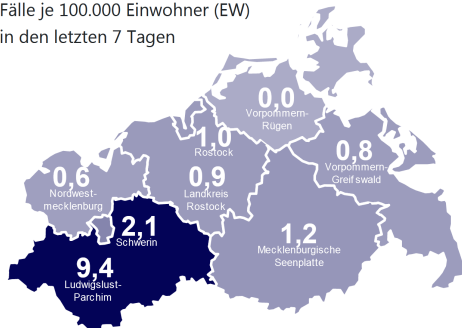 Fälle je 100.000 Einwohner (EW)
in den letzten 7 Tagen
0,0
Vorpommern-
Rügen
1,0
Rostock
0,8
Vorpommern-
Greifswald
0,6
Nordwest-
mecklenburg
0,9
Landkreis
Rostock
2,1
Schwerin
1,2
Mecklenburgische
Seenplatte
9,4
Ludwigslust-
Parchim